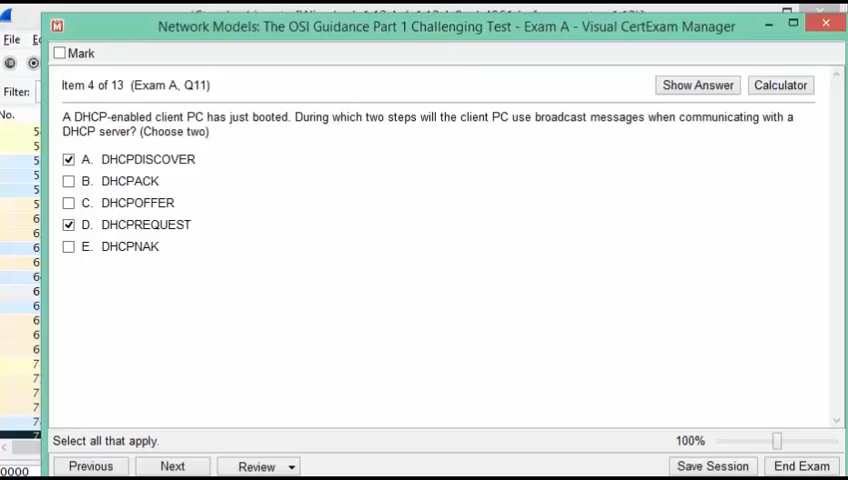 Network Models: The OSI Guidance Part 1 Challenging Test - Exam A - Visual CertExam Manager
File
Mark
Item 4 of 13 (Exam A, Q11)
Show Answer
Calculator
Filter:
No.
A DHCP-enabled client PC has just booted. During which two steps will the client PC use broadcast messages when communicating with a
DHCP server? (Choose two)
A. DHCPDISCOVER
B. DHCPACK
C. DHCPOFFER
D. DHCPREQUEST
E. DHCPNAK
Select all that apply.
100%
Previous
Next
Review
Save Session
End Exam
0000